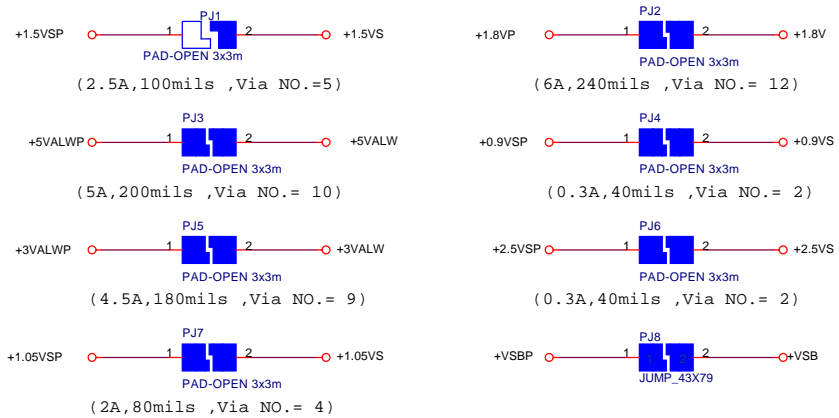 PJ1
+1.5VSP 1 2 +1.5VS
PAD-OPEN 3x3m
(2.5A,100mils ,Via NO.=5)
PJ2
+1.8VP 1 2 +1.8V
PAD-OPEN 3x3m
(6A,240mils ,Via NO.= 12)
PJ3
+5VALWP 1 2 +5VALW
PAD-OPEN 3x3m
(5A,200mils ,Via NO.= 10)
PJ4
+0.9VSP 1 2 +0.9VS
PAD-OPEN 3x3m
(0.3A,40mils ,Via NO.= 2)
PJ5
+3VALWP 1 2 +3VALW
PAD-OPEN 3x3m
(4.5A,180mils ,Via NO.= 9)
PJ6
+2.5VSP 1 2 +2.5VS
PAD-OPEN 3x3m
(0.3A,40mils ,Via NO.= 2)
PJ7
+1.05VSP 1 2 +1.05VS
PAD-OPEN 3x3m
(2A,80mils ,Via NO.= 4)
PJ8
+VSBP 1 1 2 2 +VSB
JUMP_43X79